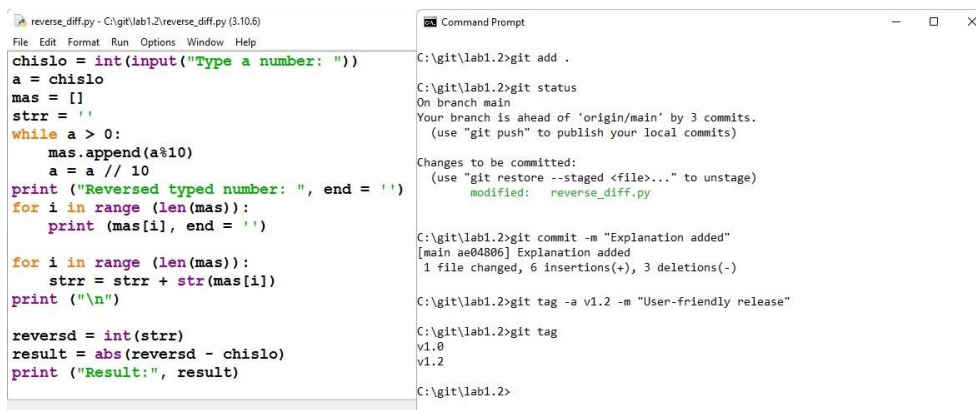 reverse_diff.py - C:\git\lab1.2\reverse_diff.py (3.10.6)
File Edit Format Run Options Window Help
chislo = int(input("Type a number: "))
a = chislo
mas = []
strr = ''
while a > 0:
    mas.append(a%10)
    a = a // 10
print ("Reversed typed number: ", end = '')
for i in range (len(mas)):
    print (mas[i], end = '')
for i in range (len(mas)):
    strr = strr + str(mas[i])
print ("\n")
reversd = int(strr)
result = abs(reversd - chislo)
print ("Result:", result)
Command Prompt
C:\git\lab1.2>git add .
C:\git\lab1.2>git status
On branch main
Your branch is ahead of 'origin/main' by 3 commits.
  (use "git push" to publish your local commits)
Changes to be committed:
  (use "git restore --staged <file>..." to unstage)
        modified:   reverse_diff.py
C:\git\lab1.2>git commit -m "Explanation added"
[main ae04806] Explanation added
 1 file changed, 6 insertions(+), 3 deletions(-)
C:\git\lab1.2>git tag -a v1.2 -m "User-friendly release"
C:\git\lab1.2>git tag
v1.0
v1.2
C:\git\lab1.2>